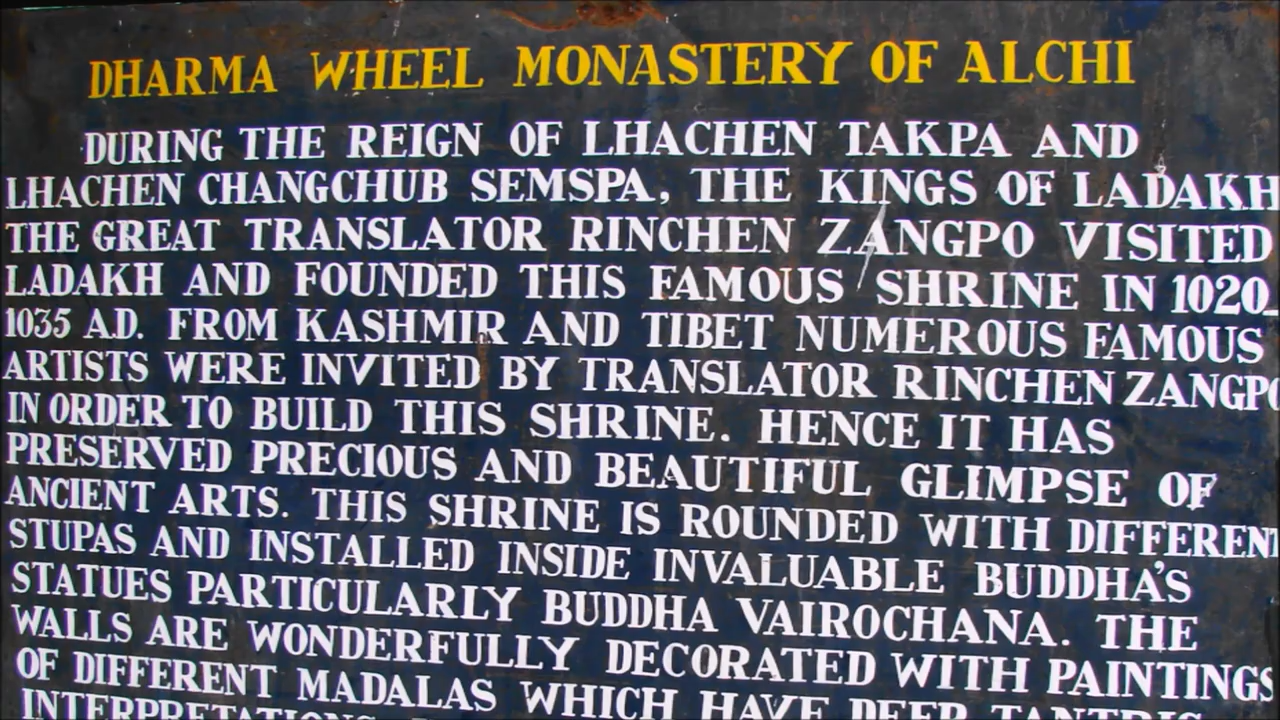 DHARMA WHEEL MONASTERY OF ALCHI
DURING THE REIGN OF LHACHEN TAKPA AND
LHACHEN CHANGCHUB SEMSPA, THE KINGS OF LADAKH
THE GREAT TRANSLATOR RINCHEN ZANGPO VISITED
LADAKH AND FOUNDED THIS FAMOUS SHRINE IN 1020_
1035 A.D. FROM KASHMIR AND TIBET NUMEROUS FAMOUS
ARTISTS WERE INVITED BY TRANSLATOR RINCHEN ZANGPO
IN ORDER TO BUILD THIS SHRINE. HENCE IT HAS
PRESERVED PRECIOUS AND BEAUTIFUL GLIMPSE OF
ANCIENT ARTS. THIS SHRINE IS ROUNDED WITH DIFFERENT
STUPAS AND INSTALLED INSIDE INVALUABLE BUDDHA'S
STATUES PARTICULARLY BUDDHA VAIROCHANA. THE
WALLS ARE WONDERFULLY DECORATED WITH PAINTINGS
OF DIFFERENT MADALAS WHICH HAVE DEEP TANTRIC
INTERPRETATIONS.